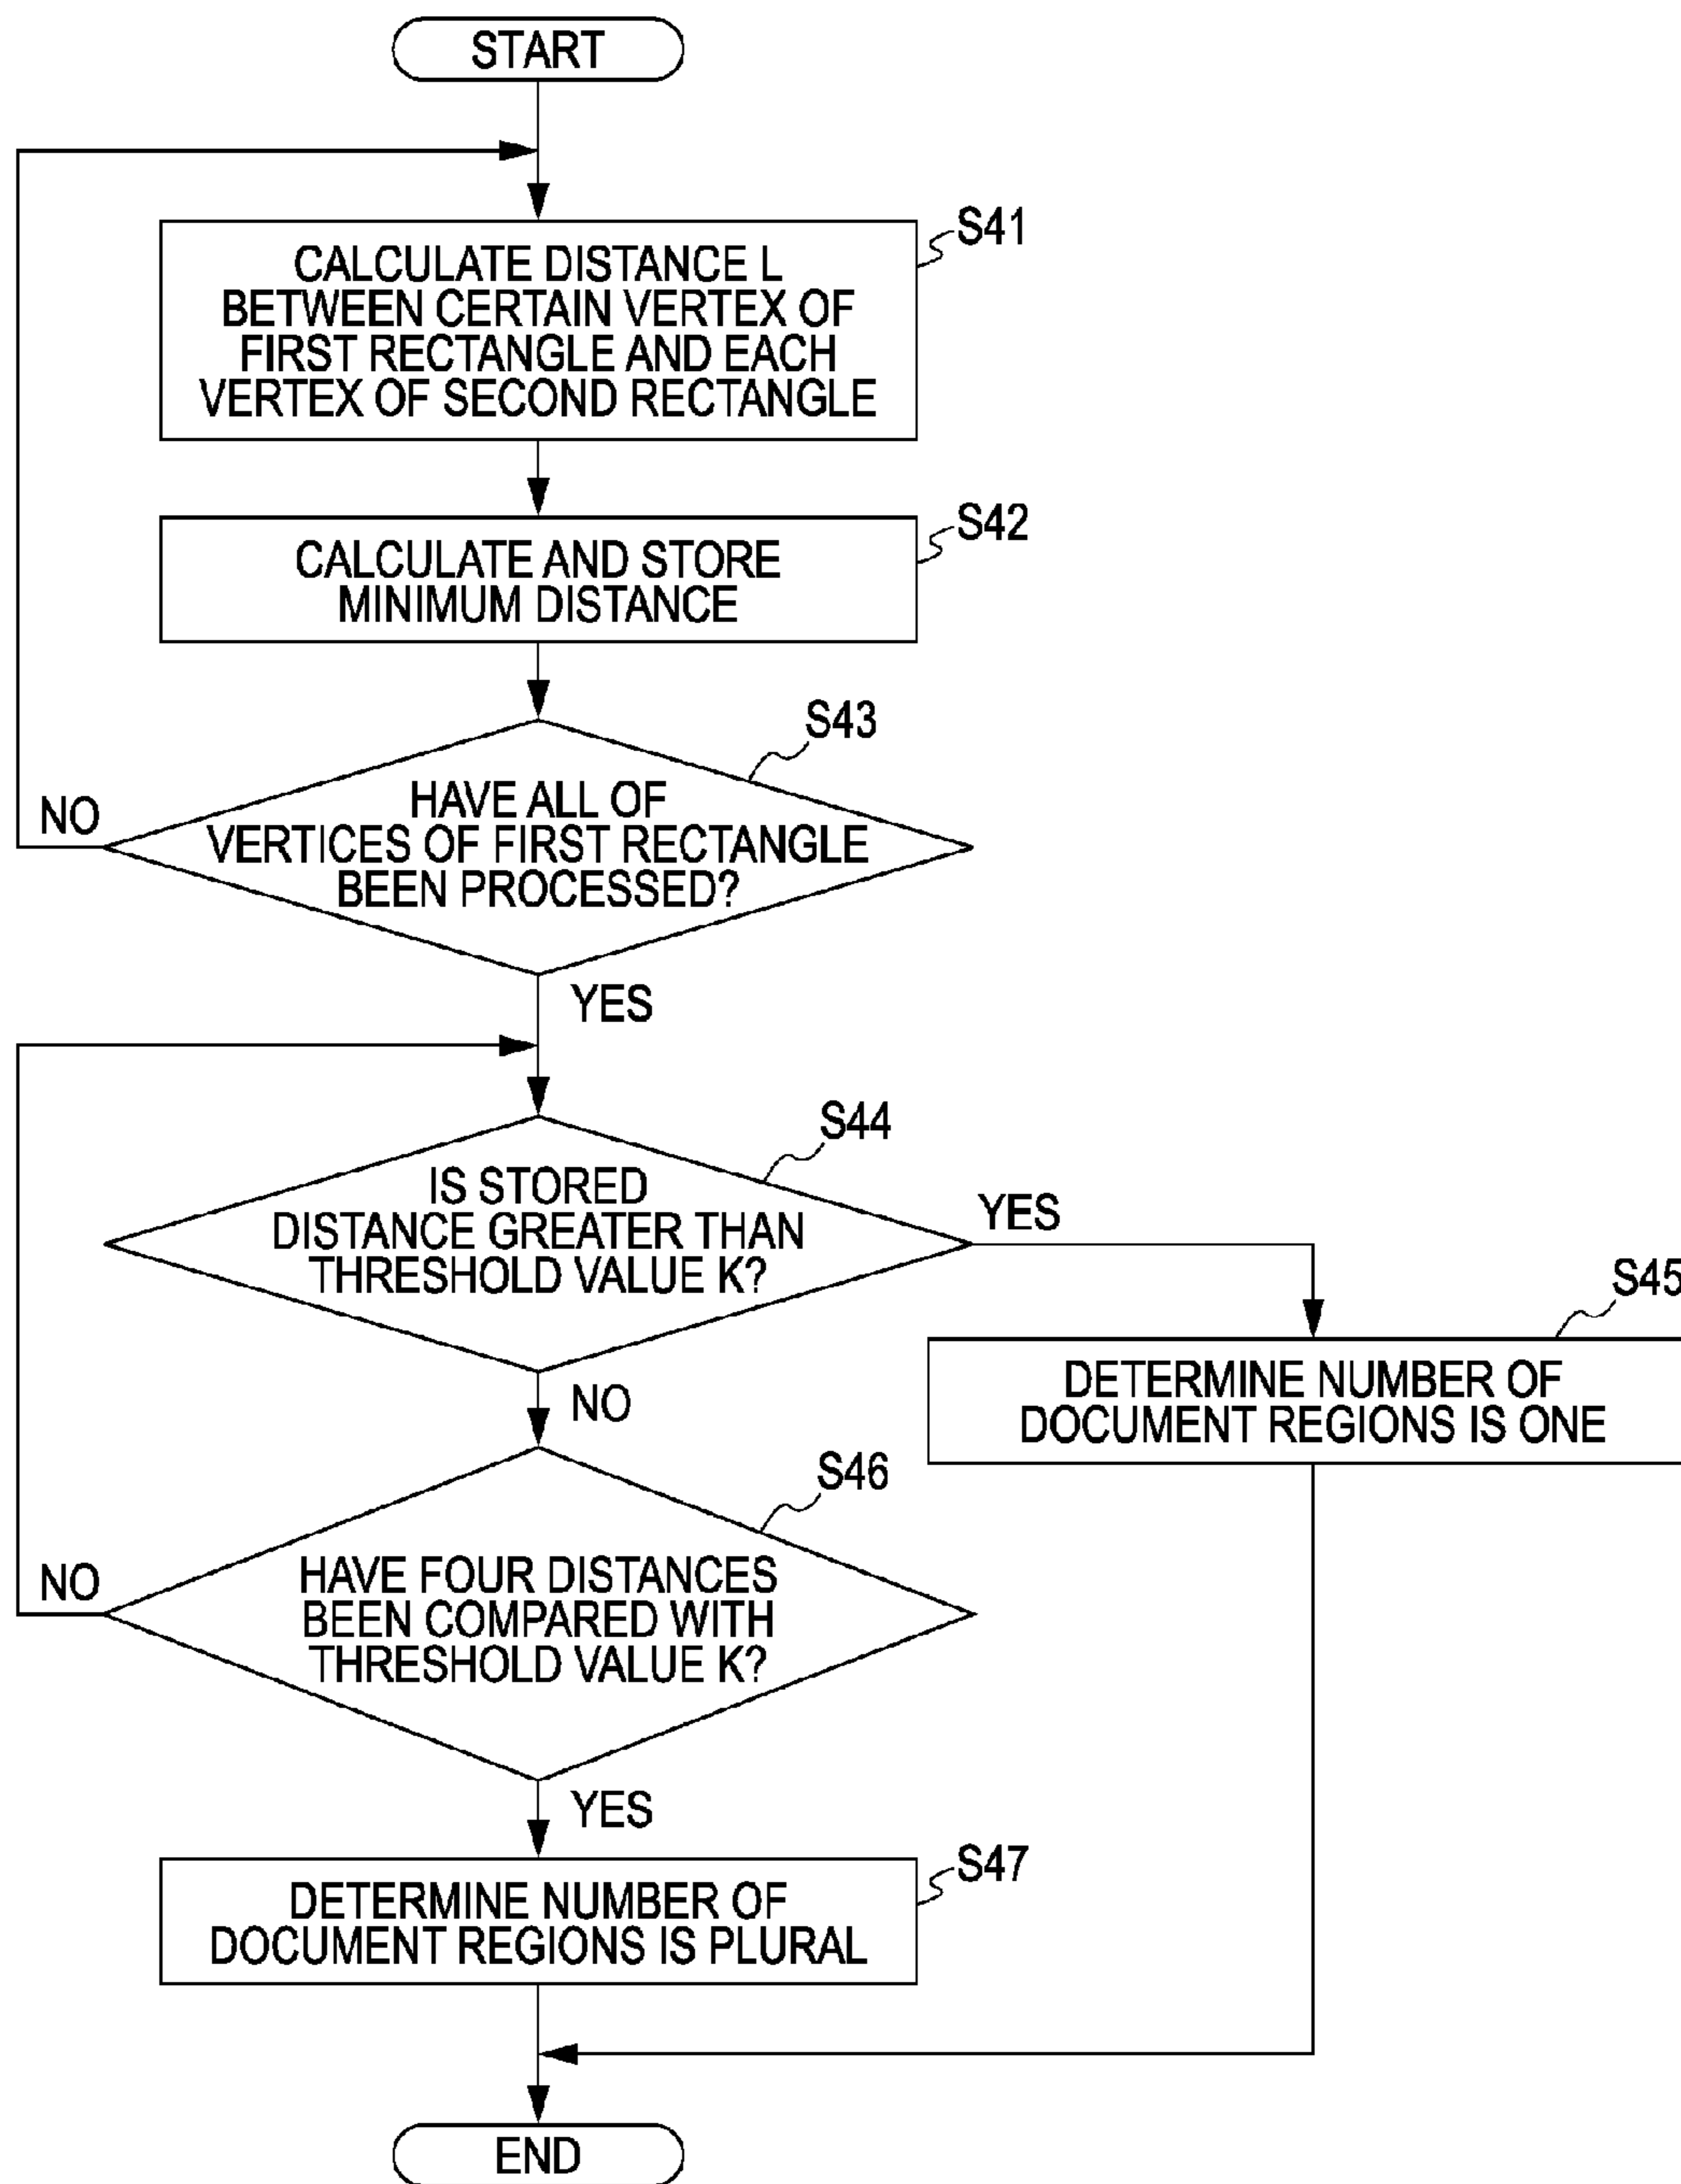 START
S41
CALCULATE DISTANCE L
BETWEEN CERTAIN VERTEX OF
FIRST RECTANGLE AND EACH
VERTEX OF SECOND RECTANGLE
S42
CALCULATE AND STORE
MINIMUM DISTANCE
S43
HAVE ALL OF
VERTICES OF FIRST RECTANGLE
BEEN PROCESSED?
NO
YES
S44
IS STORED
DISTANCE GREATER THAN
THRESHOLD VALUE K?
YES
S45
DETERMINE NUMBER OF
DOCUMENT REGIONS IS ONE
NO
S46
HAVE FOUR DISTANCES
BEEN COMPARED WITH
THRESHOLD VALUE K?
NO
YES
S47
DETERMINE NUMBER OF
DOCUMENT REGIONS IS PLURAL
END